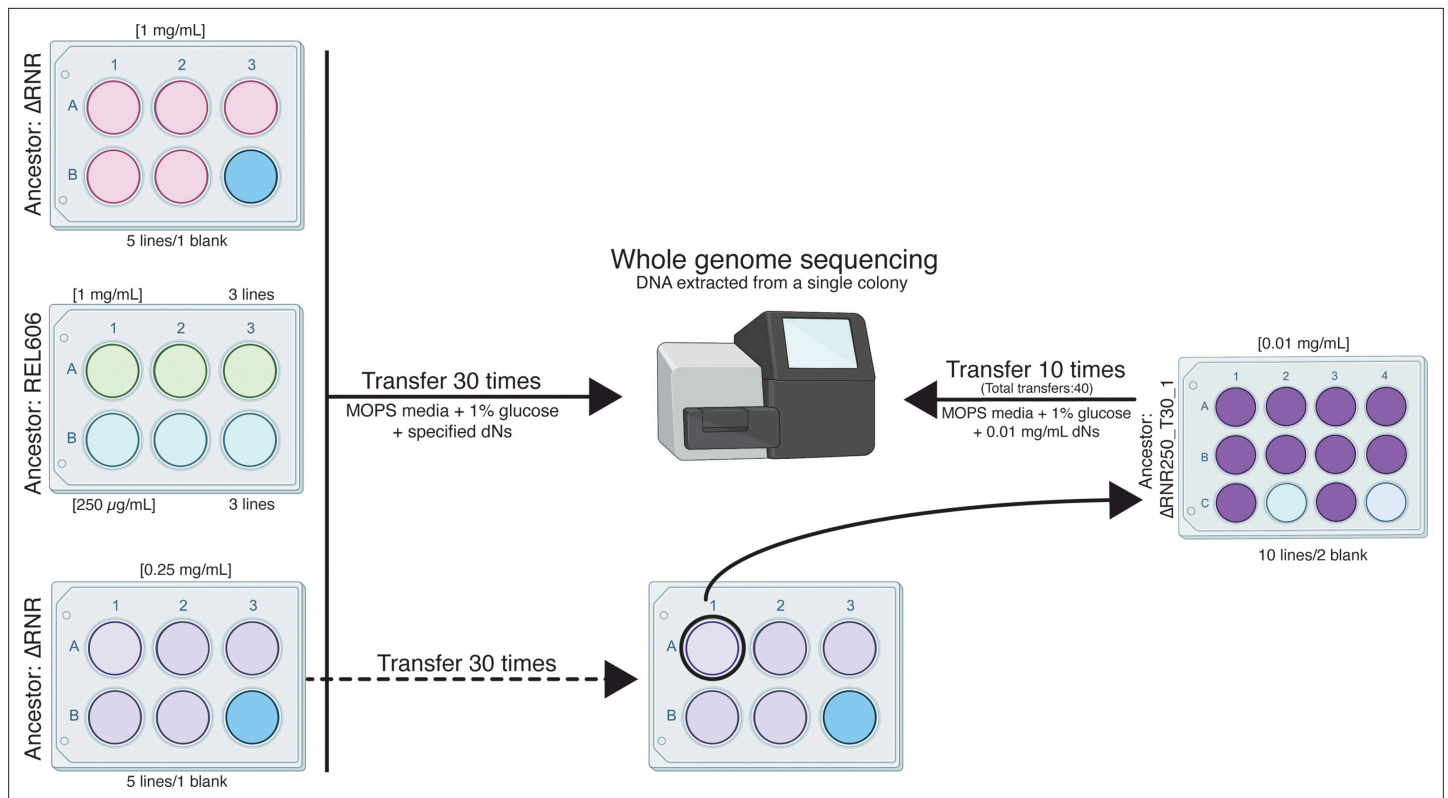 [1 mg/mL]
Ancestor: ΔRNR
1 2 3
A
B
5 lines/1 blank
[1 mg/mL] 3 lines
Ancestor: REL606
1 2 3
A
B
[250 µg/mL] 3 lines
[0.25 mg/mL]
Ancestor: ΔRNR
1 2 3
A
B
5 lines/1 blank
Transfer 30 times
MOPS media + 1% glucose
+ specified dNs
Whole genome sequencing
DNA extracted from a single colony
Transfer 30 times
1 2 3
A
B
Transfer 10 times
(Total transfers:40)
MOPS media + 1% glucose
+ 0.01 mg/mL dNs
Ancestor:
ΔRNR250_T30_1
[0.01 mg/mL]
1 2 3 4
A
B
C
10 lines/2 blank